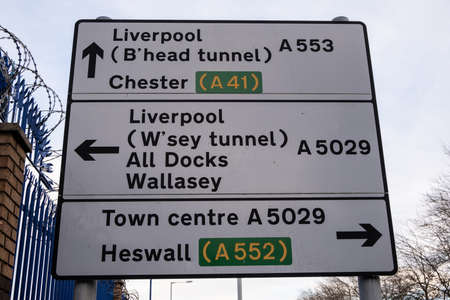 Liverpool
(B'head tunnel) A553
Chester (A41)
Liverpool
(W'sey tunnel)
All Docks A5029
Wallasey
Town centre A5029
Heswall (A552)